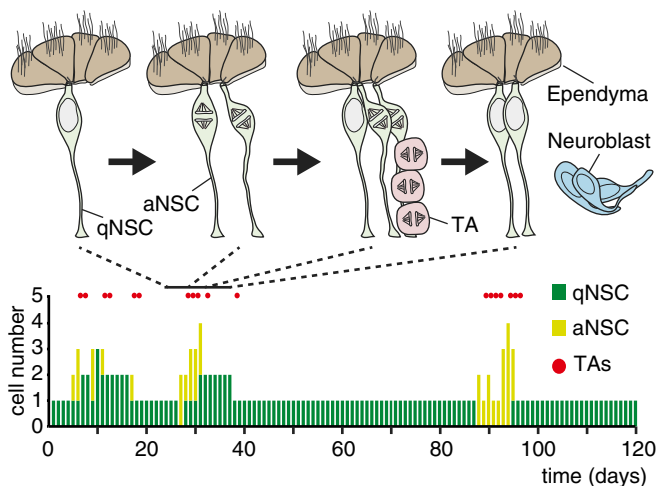 Ependyma
Neuroblast
aNSC
qNSC
TA
5
4
3
2
1
0
cell number
qNSC
aNSC
TAs
0 20 40 60 80 100 120
time (days)